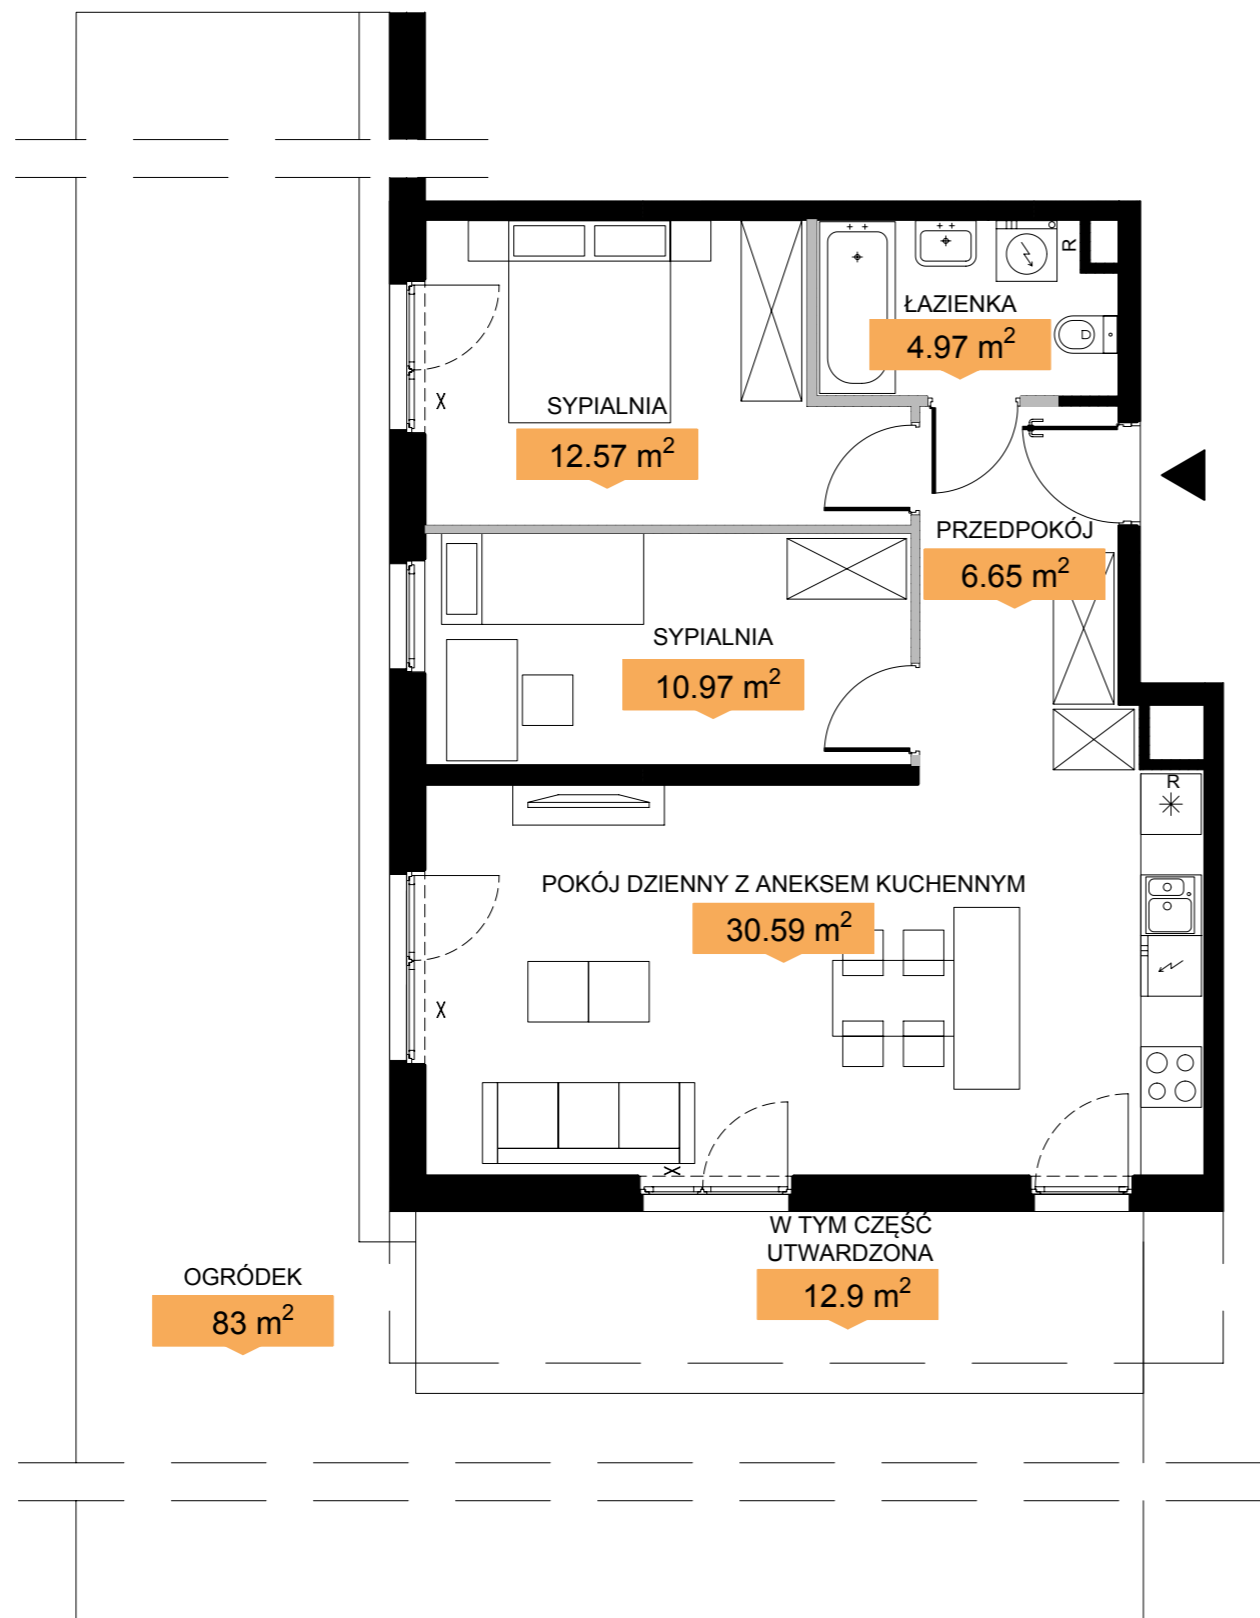 R
ŁAZIENKA
4.97 m²
SYPIALNIA
12.57 m²
PRZEDPOKÓJ
6.65 m²
SYPIALNIA
10.97 m²
R
POKÓJ DZIENNY Z ANEKSEM KUCHENNYM
30.59 m²
W TYM CZĘŚĆ
UTWARDZONA
12.9 m²
OGRÓDEK
83 m²